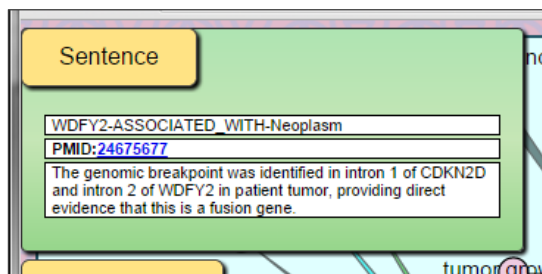 Sentence
WDFY2-ASSOCIATED_WITH-Neoplasm
PMID:24675677
The genomic breakpoint was identified in intron 1 of CDKN2D
and intron 2 of WDFY2 in patient tumor, providing direct
evidence that this is a fusion gene.
tumor